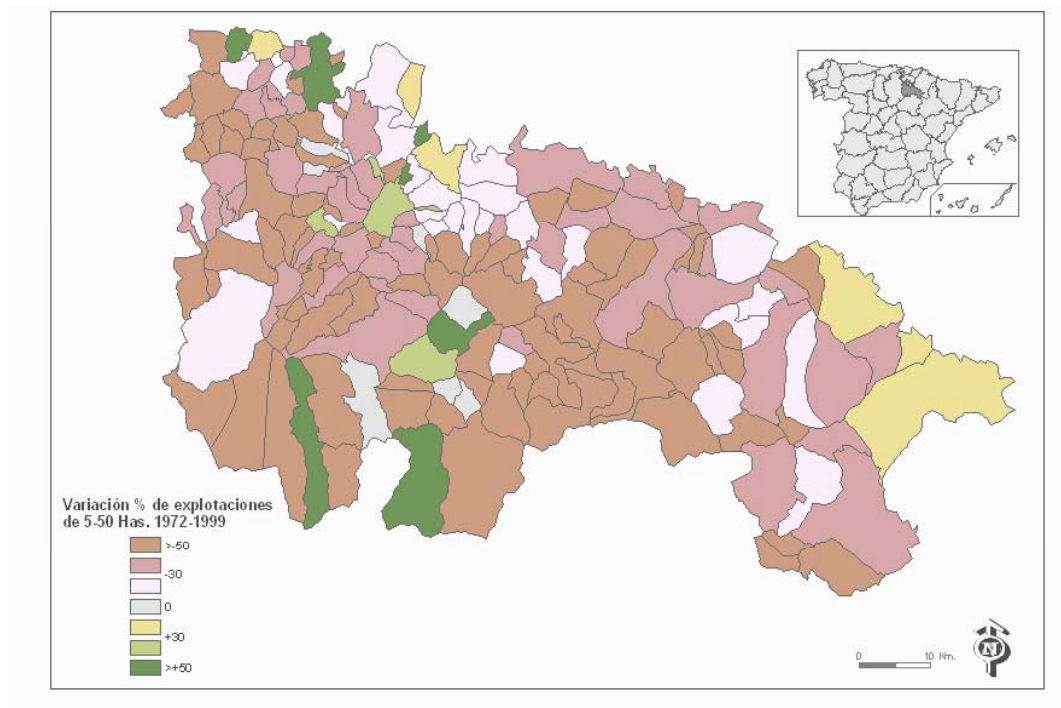 Variación % de explotaciones
de 5-50 Has. 1972-1999
>-50
-30
0
+30
>+50
0 10 Km.
N